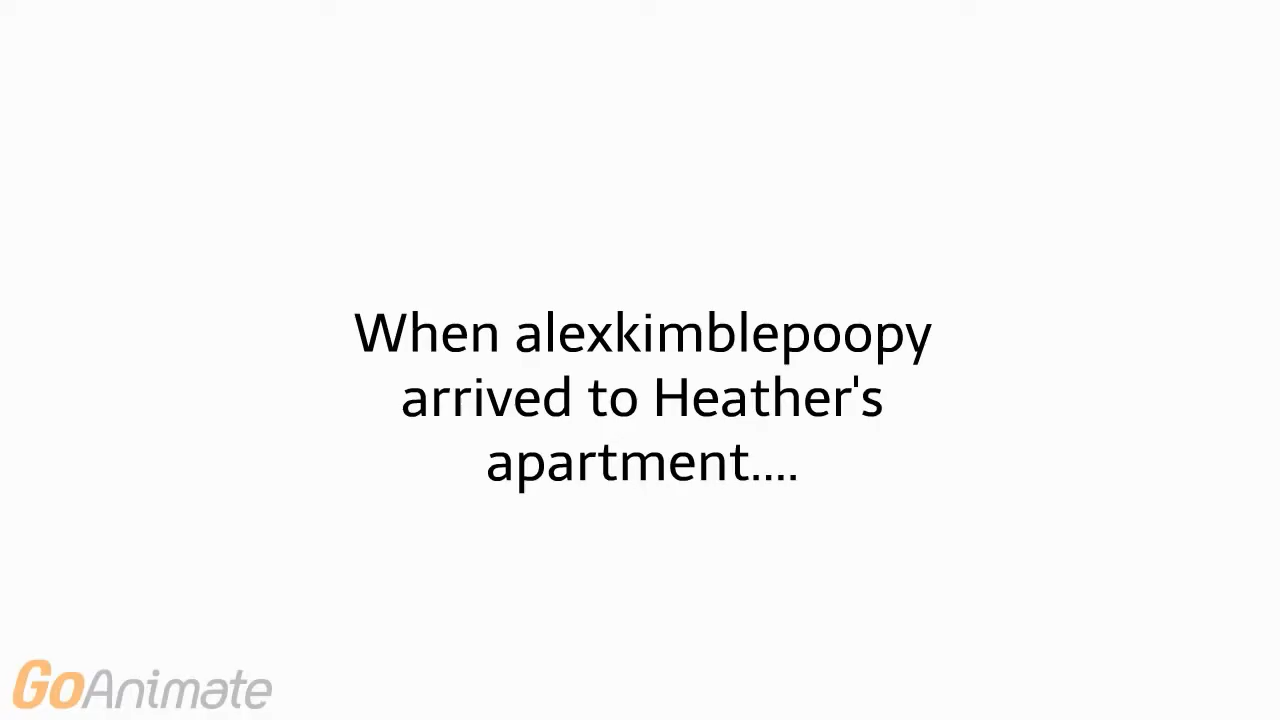 When alexkimblepoopy
arrived to Heather's
apartment....
GoAnimate